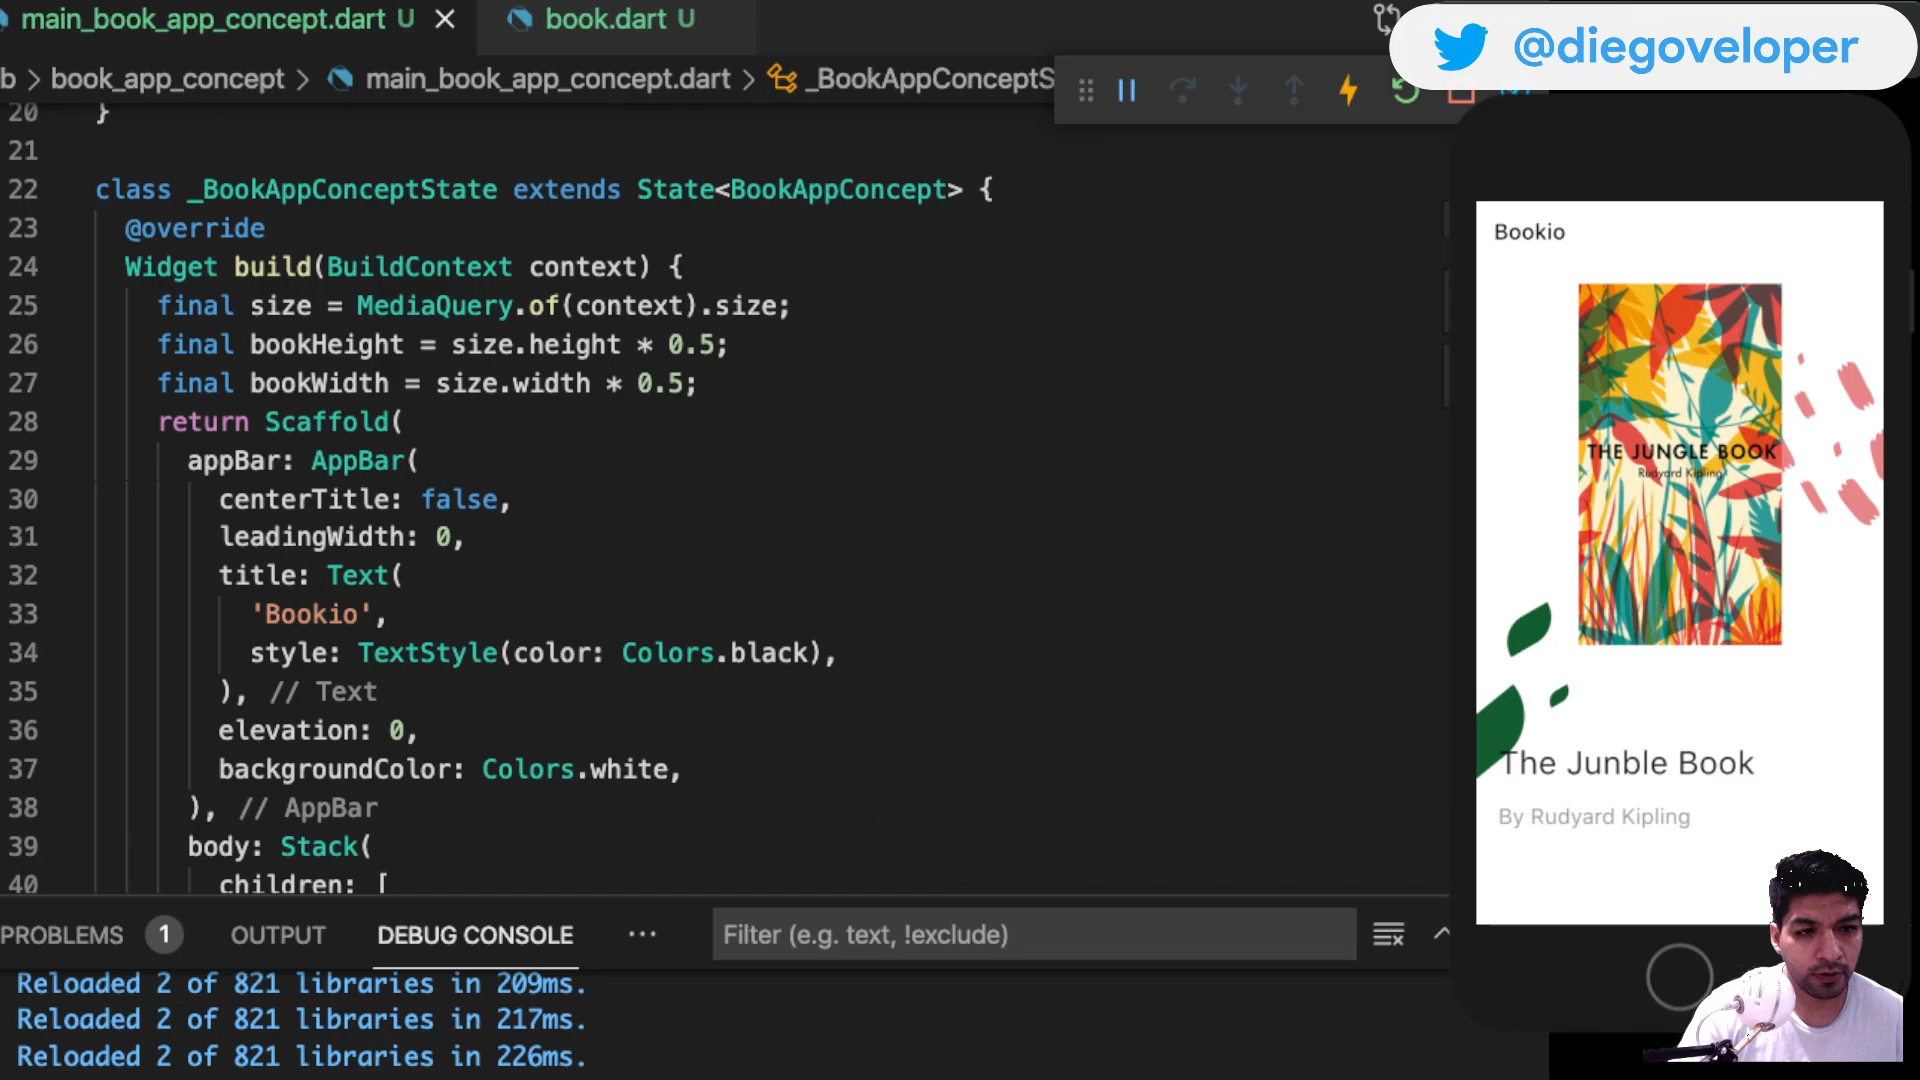 main_book_app_concept.dart U
book.dart U
@diegoveloper
b > book_app_concept > main_book_app_concept.dart > _BookAppConceptS
20 }
21
22 class _BookAppConceptState extends State<BookAppConcept> {
23 @override
24 Widget build(BuildContext context) {
25 final size = MediaQuery.of(context).size;
26 final bookHeight = size.height * 0.5;
27 final bookWidth = size.width * 0.5;
28 return Scaffold(
29 appBar: AppBar(
30 centerTitle: false,
31 leadingWidth: 0,
32 title: Text(
33 'Bookio',
34 style: TextStyle(color: Colors.black),
35 ), // Text
36 elevation: 0,
37 backgroundColor: Colors.white,
38 ), // AppBar
39 body: Stack(
40 children: [
PROBLEMS 1 OUTPUT DEBUG CONSOLE ... Filter (e.g. text, !exclude)
Reloaded 2 of 821 libraries in 209ms.
Reloaded 2 of 821 libraries in 217ms.
Reloaded 2 of 821 libraries in 226ms.
Bookio
THE JUNGLE BOOK
Rudyard Kipling
The Junble Book
By Rudyard Kipling